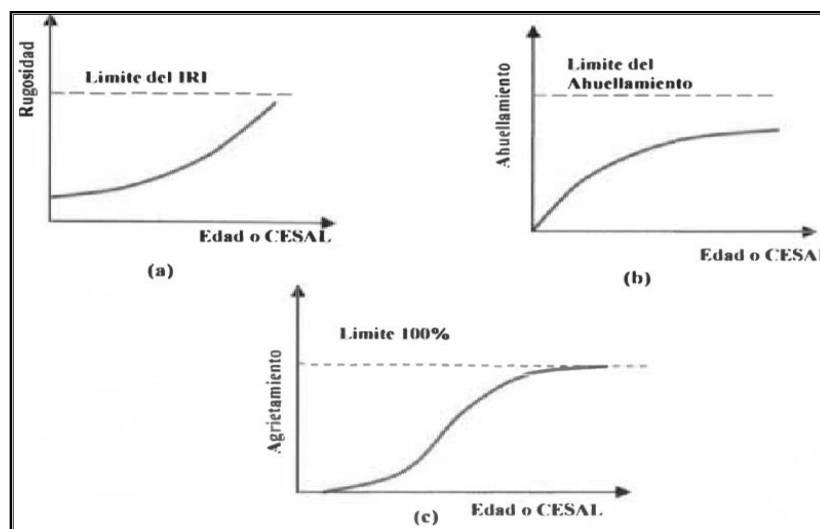 Rugosidad
Limite del IRI
Edad o CESAL
(a)
Ahuellamiento
Limite del
Ahuellamiento
Edad o CESAL
(b)
Agrietamiento
Limite 100%
Edad o CESAL
(c)